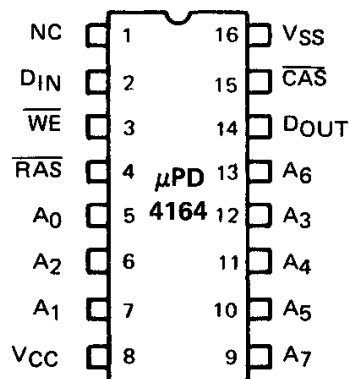 NC 1 16 VSS
DIN 2 15 CAS
WE 3 14 DOUT
RAS 4 μPD 13 A6
A0 5 4164 12 A3
A2 6 11 A4
A1 7 10 A5
VCC 8 9 A7